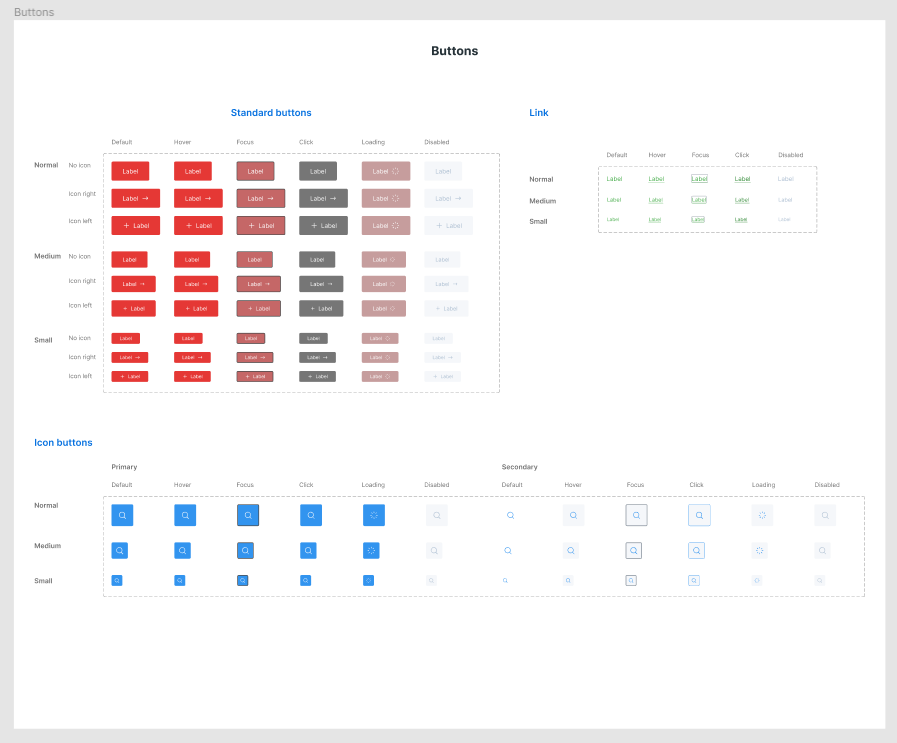 Buttons
Buttons
Standard buttons
Default Hover Focus Click Loading Disabled
Normal No icon Label Label Label Label Label Label
Icon right Label Label Label Label Label Label
Icon left Label Label Label Label Label Label
Medium No icon Label Label Label Label Label Label
Icon right Label Label Label Label Label Label
Icon left Label Label Label Label Label Label
Small No icon Label Label Label Label Label Label
Icon right Label Label Label Label Label Label
Icon left Label Label Label Label Label Label
Link
Default Hover Focus Click Disabled
Normal Label Label Label Label Label
Medium Label Label Label Label Label
Small Label Label Label Label Label
Icon buttons
Primary Secondary
Default Hover Focus Click Loading Disabled Default Hover Focus Click Loading Disabled
Normal
Medium
Small